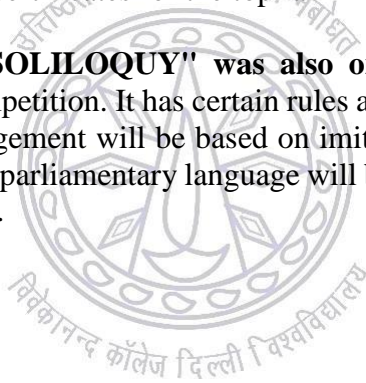 SOLILOQUY" was also o
petition. It has certain rules a
gement will be based on imit
parliamentary language will b
विवेकानन्द कॉलेज दिल्ली विश्वविद्यालय